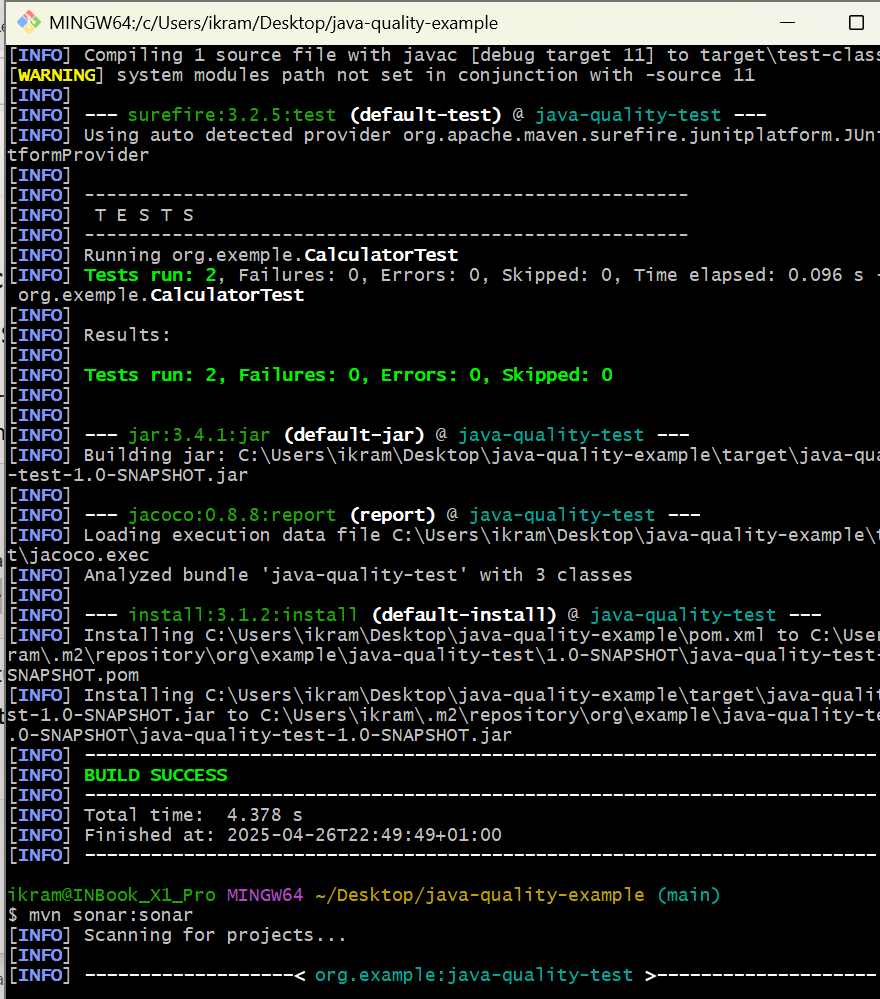 MINGW64:/c/Users/ikram/Desktop/java-quality-example
[INFO] Compiling 1 source file with javac [debug target 11] to target\test-clas
[WARNING] system modules path not set in conjunction with -source 11
[INFO]
[INFO] --- surefire:3.2.5:test (default-test) @ java-quality-test ---
[INFO] Using auto detected provider org.apache.maven.surefire.junitplatform.JUni
tformProvider
[INFO]
[INFO] -------------------------------------------------------
[INFO]  T E S T S
[INFO] -------------------------------------------------------
[INFO] Running org.exemple.CalculatorTest
[INFO] Tests run: 2, Failures: 0, Errors: 0, Skipped: 0, Time elapsed: 0.096 s -
 org.exemple.CalculatorTest
[INFO]
[INFO] Results:
[INFO]
[INFO] Tests run: 2, Failures: 0, Errors: 0, Skipped: 0
[INFO]
[INFO]
[INFO] --- jar:3.4.1:jar (default-jar) @ java-quality-test ---
[INFO] Building jar: C:\Users\ikram\Desktop\java-quality-example\target\java-qua
-test-1.0-SNAPSHOT.jar
[INFO]
[INFO] --- jacoco:0.8.8:report (report) @ java-quality-test ---
[INFO] Loading execution data file C:\Users\ikram\Desktop\java-quality-example\t
t\jacoco.exec
[INFO] Analyzed bundle 'java-quality-test' with 3 classes
[INFO]
[INFO] --- install:3.1.2:install (default-install) @ java-quality-test ---
[INFO] Installing C:\Users\ikram\Desktop\java-quality-example\pom.xml to C:\User
ram\.m2\repository\org\example\java-quality-test\1.0-SNAPSHOT\java-quality-test-
SNAPSHOT.pom
[INFO] Installing C:\Users\ikram\Desktop\java-quality-example\target\java-qualit
st-1.0-SNAPSHOT.jar to C:\Users\ikram\.m2\repository\org\example\java-quality-te
.0-SNAPSHOT\java-quality-test-1.0-SNAPSHOT.jar
[INFO] ------------------------------------------------------------------------
[INFO] BUILD SUCCESS
[INFO] ------------------------------------------------------------------------
[INFO] Total time:  4.378 s
[INFO] Finished at: 2025-04-26T22:49:49+01:00
[INFO] ------------------------------------------------------------------------
ikram@INBook_X1_Pro MINGW64 ~/Desktop/java-quality-example (main)
$ mvn sonar:sonar
[INFO] Scanning for projects...
[INFO]
[INFO] -------------------< org.example:java-quality-test >--------------------